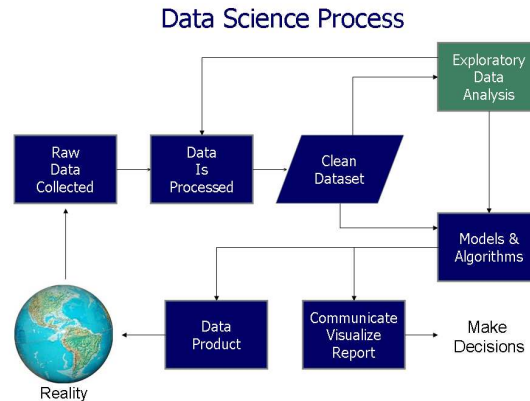 Data Science Process
Exploratory
Data
Analysis
Raw
Data
Collected
Data
Is
Processed
Clean
Dataset
Models &
Algorithms
Data
Product
Communicate
Visualize
Report
Make
Decisions
Reality